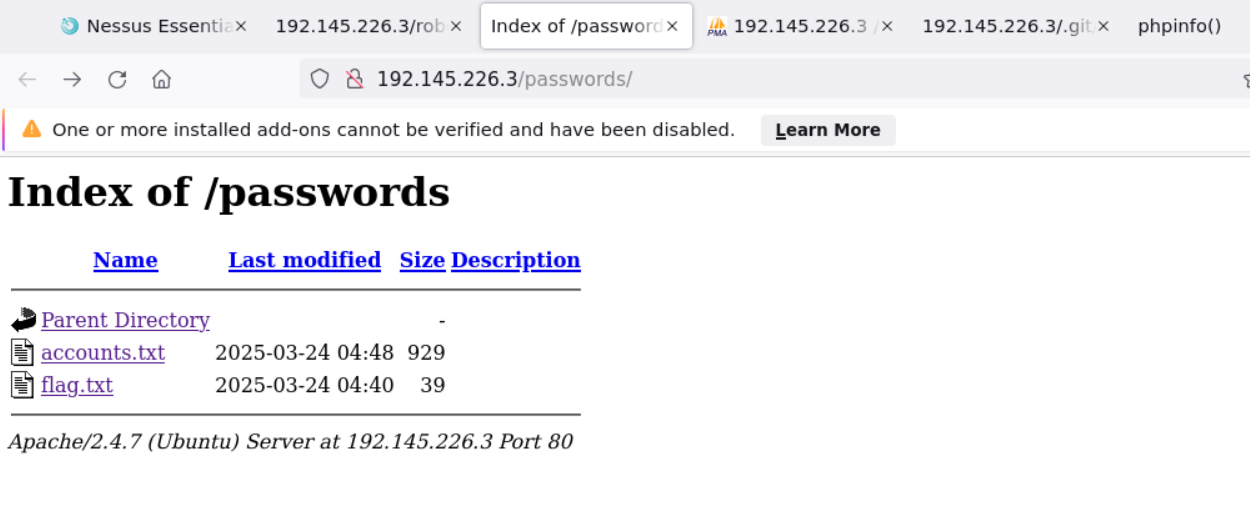 Nessus Essentia 192.145.226.3/rob Index of /password 192.145.226.3 / 192.145.226.3/.git phpinfo()
192.145.226.3/passwords/
One or more installed add-ons cannot be verified and have been disabled. Learn More
Index of /passwords
Name Last modified Size Description
Parent Directory -
accounts.txt 2025-03-24 04:48 929
flag.txt 2025-03-24 04:40 39
Apache/2.4.7 (Ubuntu) Server at 192.145.226.3 Port 80